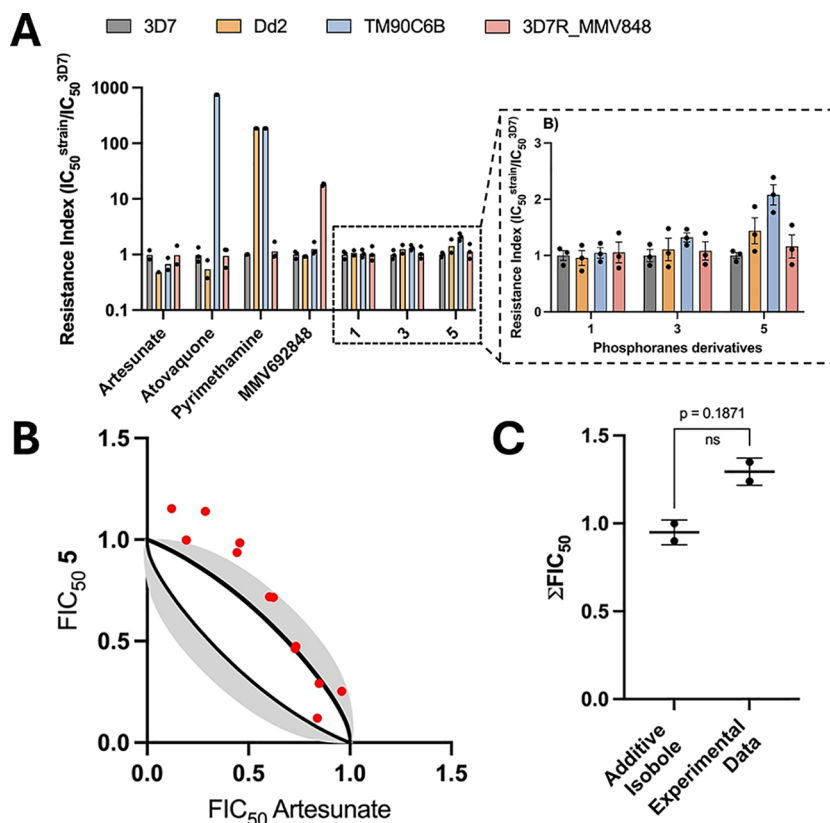 A
3D7 Dd2 TM90C6B 3D7R_MMV848
Resistance Index (IC50strain/IC503D7)
1000
100
10
1
0.1
Artesunate
Atovaquone
Pyrimethamine
MMV692848
1
3
5
B)
Resistance Index (IC50strain/IC503D7)
3
2
1
0
1 3 5
Phosphoranes derivatives
B
FIC50 5
1.5
1.0
0.5
0.0
0.0 0.5 1.0 1.5
FIC50 Artesunate
C
p = 0.1871
ns
ΣFIC50
1.5
1.0
0.5
0.0
Additive
Isobole
Experimental
Data